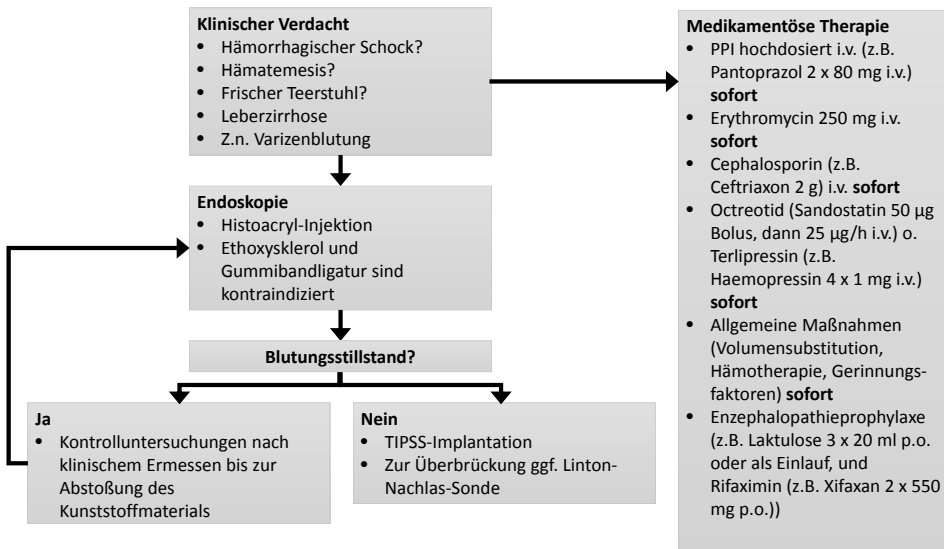 Klinischer Verdacht
• Hämorrhagischer Schock?
• Hämatemesis?
• Frischer Teerstuhl?
• Leberzirrhose
• Z.n. Varizenblutung
Endoskopie
• Histoacryl-Injektion
• Ethoxysklerol und
Gummibandligatur sind
kontraindiziert
Blutungsstillstand?
Ja
• Kontrolluntersuchungen nach
klinischem Ermessen bis zur
Abstoßung des
Kunststoffmaterials
Nein
• TIPSS-Implantation
• Zur Überbrückung ggf. Linton-
Nachlas-Sonde
Medikamentöse Therapie
• PPI hochdosiert i.v. (z.B.
Pantoprazol 2 x 80 mg i.v.)
sofort
• Erythromycin 250 mg i.v.
sofort
• Cephalosporin (z.B.
Ceftriaxon 2 g) i.v. sofort
• Octreotid (Sandostatin 50 µg
Bolus, dann 25 µg/h i.v.) o.
Terlipressin (z.B.
Haemopressin 4 x 1 mg i.v.)
sofort
• Allgemeine Maßnahmen
(Volumensubstitution,
Hämotherapie, Gerinnungs-
faktoren) sofort
• Enzephalopathieprophylaxe
(z.B. Laktulose 3 x 20 ml p.o.
oder als Einlauf, und
Rifaximin (z.B. Xifaxan 2 x 550
mg p.o.))